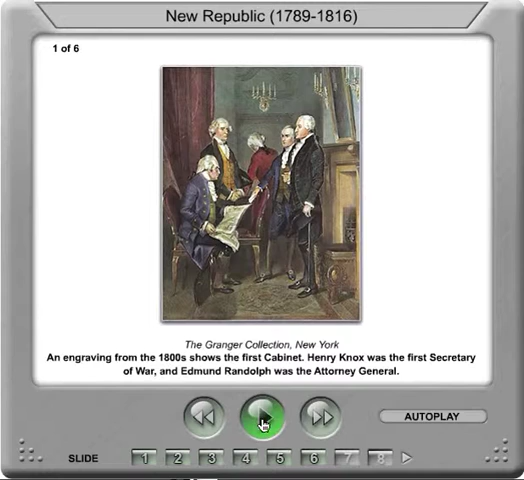 New Republic (1789-1816)
1 of 6
The Granger Collection, New York
An engraving from the 1800s shows the first Cabinet. Henry Knox was the first Secretary
of War, and Edmund Randolph was the Attorney General.
AUTOPLAY
SLIDE 1 2 3 4 5 6 7 8